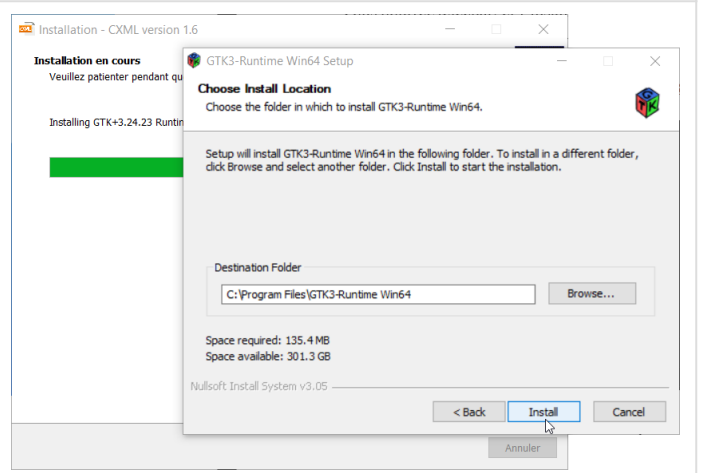 Installation - CXML version 1.6
Installation en cours
Veuillez patienter pendant qu
Installing GTK+3.24.23 Runtin
GTK3-Runtime Win64 Setup
Choose Install Location
Choose the folder in which to install GTK3-Runtime Win64.
Setup will install GTK3-Runtime Win64 in the following folder. To install in a different folder,
click Browse and select another folder. Click Install to start the installation.
Destination Folder
C:\Program Files\GTK3-Runtime Win64
Browse...
Space required: 135.4 MB
Space available: 301.3 GB
Nullsoft Install System v3.05
< Back
Install
Cancel
Annuler